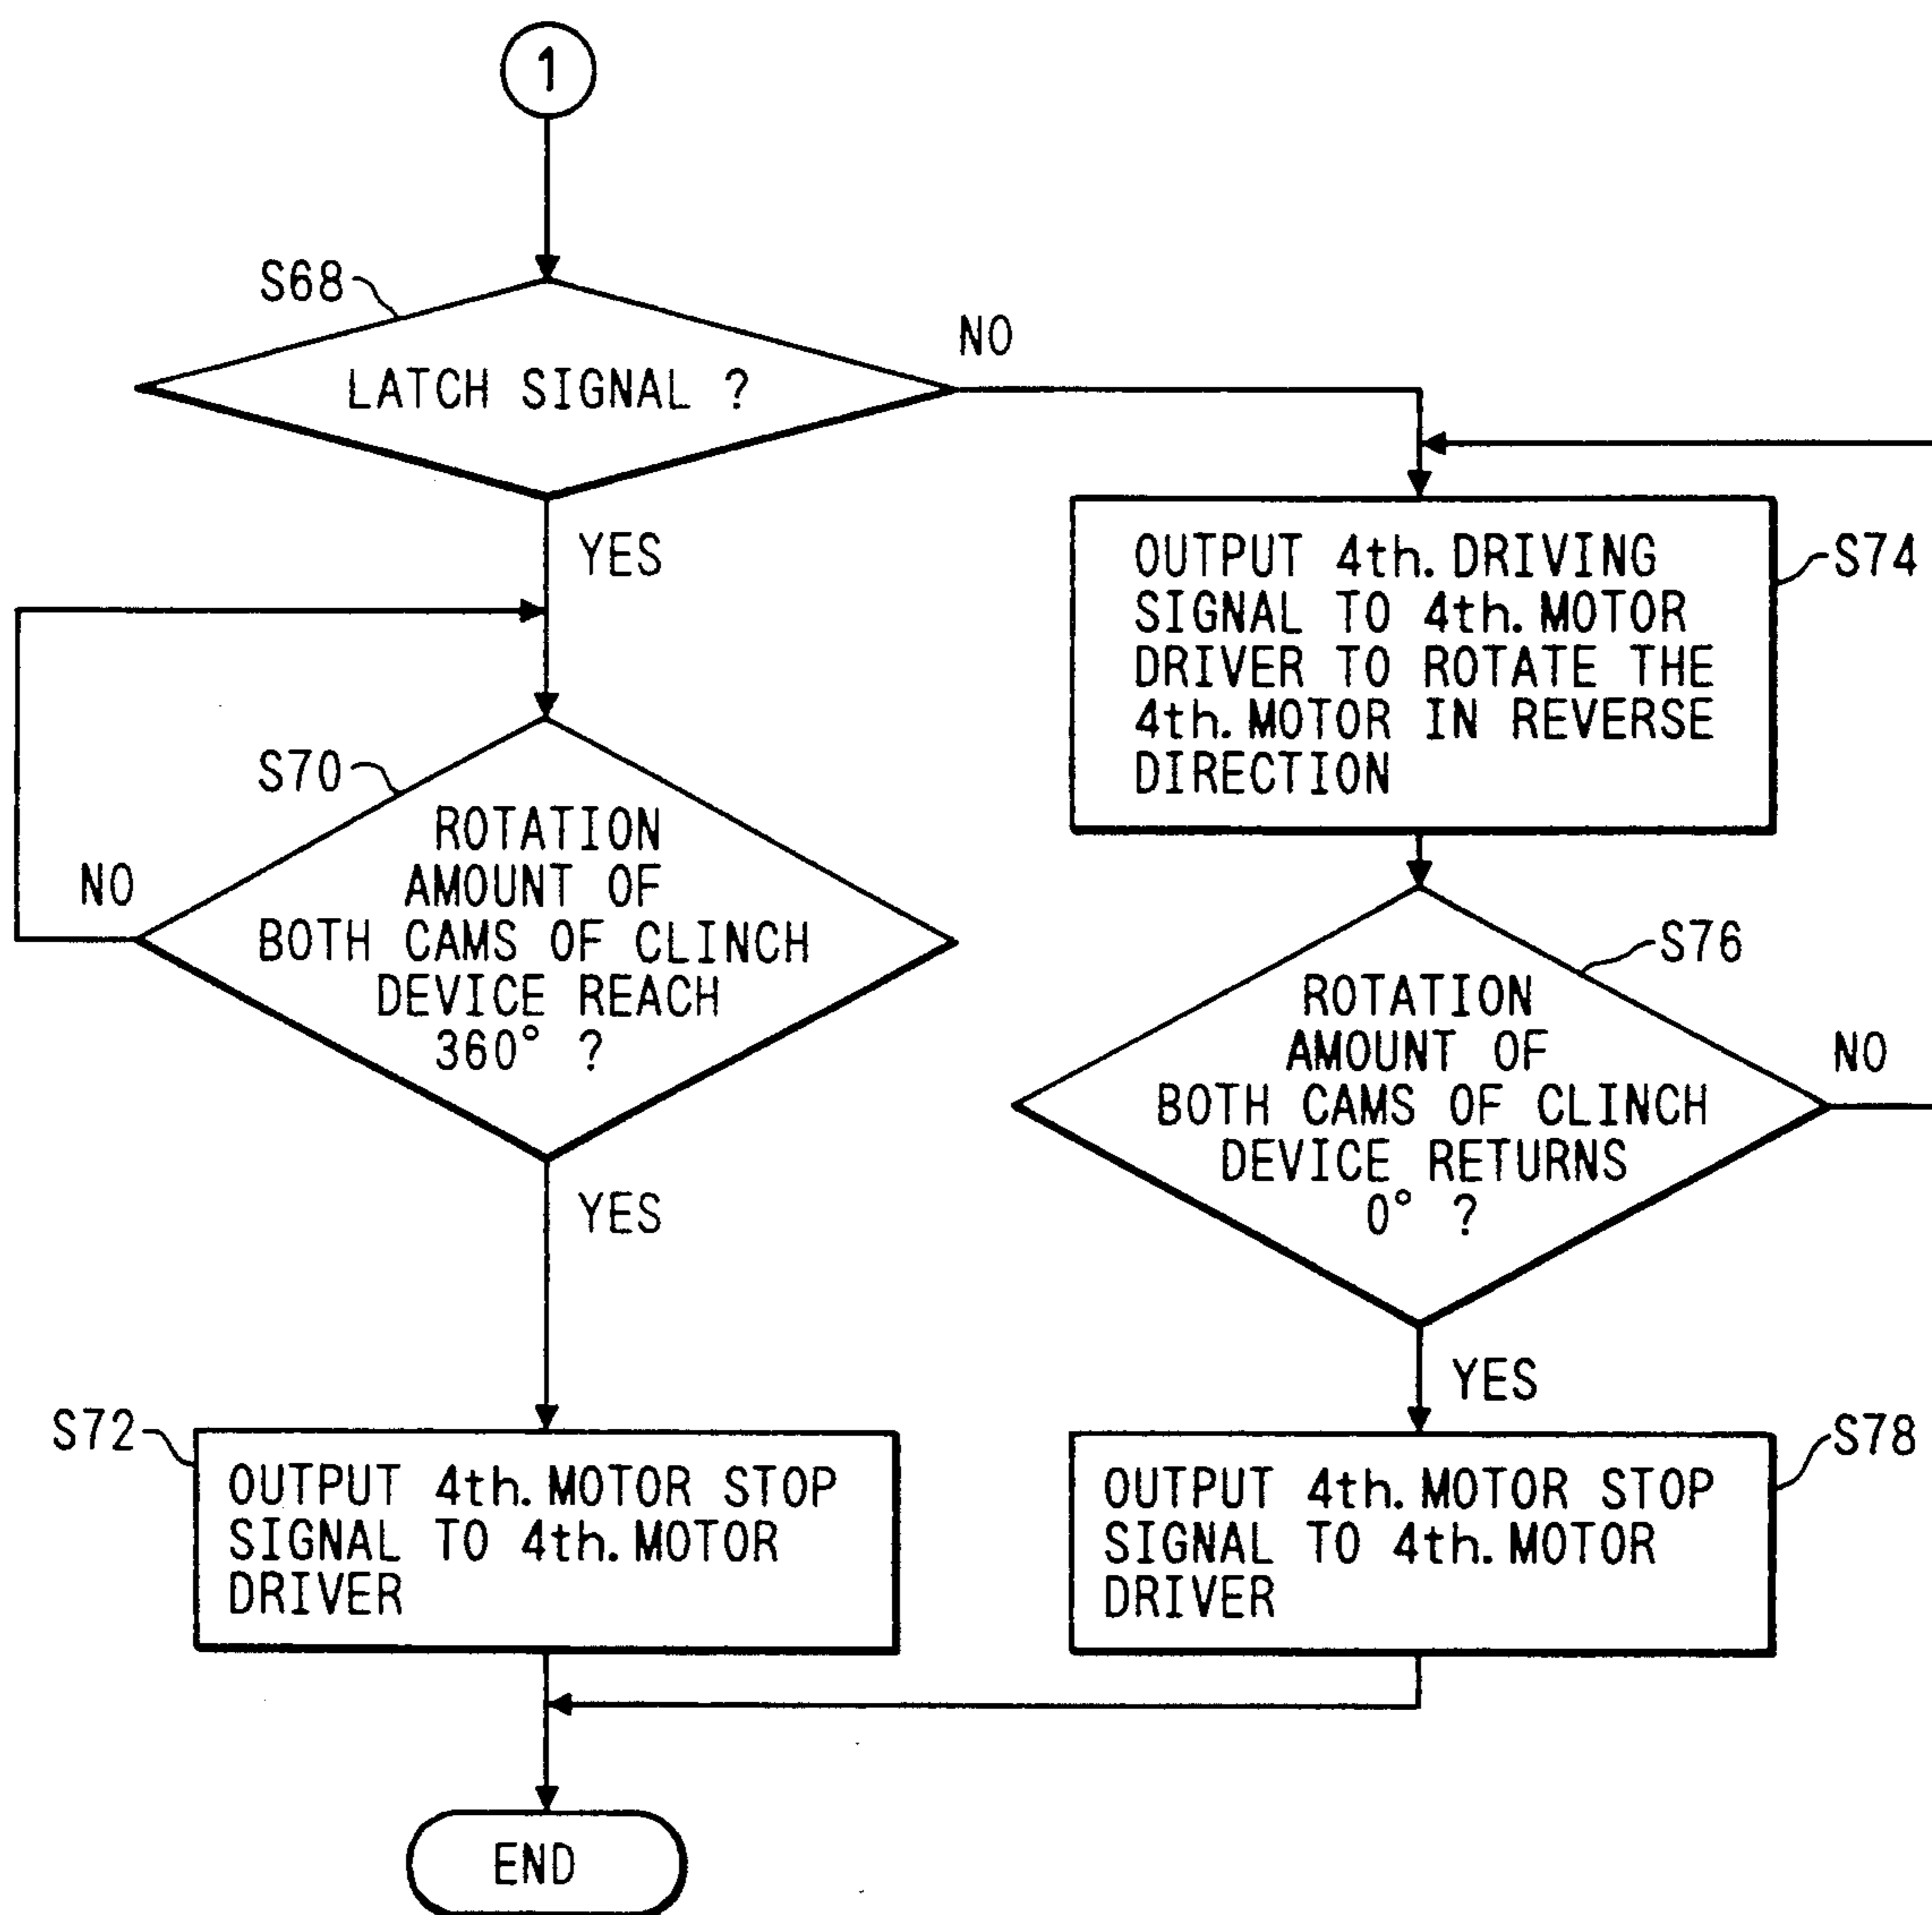 1
S68
LATCH SIGNAL ?
NO
YES
S70
ROTATION
AMOUNT OF
BOTH CAMS OF CLINCH
DEVICE REACH
360° ?
NO
YES
S72
OUTPUT 4th. MOTOR STOP
SIGNAL TO 4th. MOTOR
DRIVER
OUTPUT 4th. DRIVING
SIGNAL TO 4th. MOTOR
DRIVER TO ROTATE THE
4th. MOTOR IN REVERSE
DIRECTION
S74
S76
ROTATION
AMOUNT OF
BOTH CAMS OF CLINCH
DEVICE RETURNS
0° ?
NO
YES
S78
OUTPUT 4th. MOTOR STOP
SIGNAL TO 4th. MOTOR
DRIVER
END